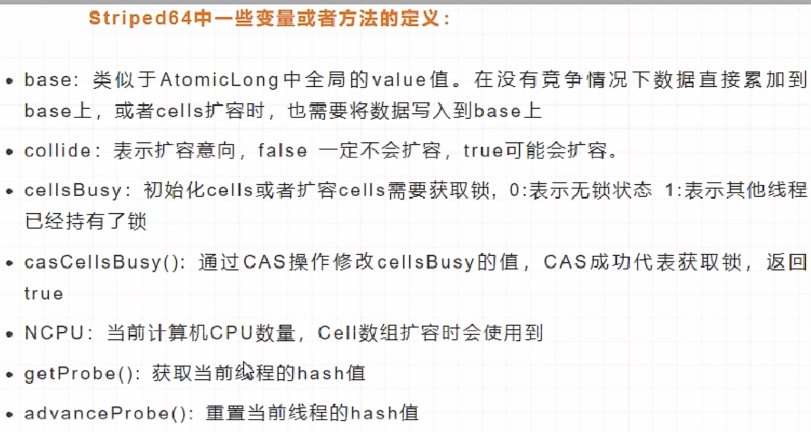 Striped64中一些变量或者方法的定义：
• base: 类似于AtomicLong中全局的value值。在没有竞争情况下数据直接累加到
base上，或者cells扩容时，也需要将数据写入到base上
• collide：表示扩容意向，false 一定不会扩容，true可能会扩容。
• cellsBusy：初始化cells或者扩容cells需要获取锁，0:表示无锁状态 1:表示其他线程
已经持有了锁
• casCellsBusy(): 通过CAS操作修改cellsBusy的值，CAS成功代表获取锁，返回
true
• NCPU：当前计算机CPU数量，Cell数组扩容时会使用到
• getProbe(): 获取当前线程的hash值
• advanceProbe(): 重置当前线程的hash值